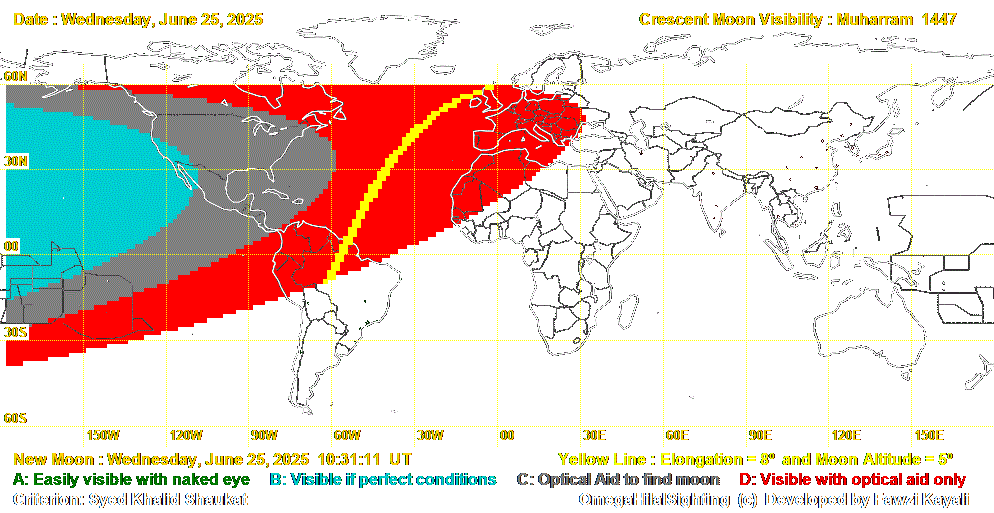 Date : Wednesday, June 25, 2025 Crescent Moon Visibility : Muharram 1447
60N
30N
00
30S
60S
150W 120W 90W 60W 30W 00 30E 60E 90E 120E 150E
New Moon : Wednesday, June 25, 2025 10:31:11 UT Yellow Line : Elongation = 8º and Moon Altitude = 5º
A: Easily visible with naked eye B: Visible if perfect conditions C: Optical Aid to find moon D: Visible with optical aid only
Criterion: Syed Khalid Shaukat OmegaHilalSighting (c) Developed by Fawzi Kayali